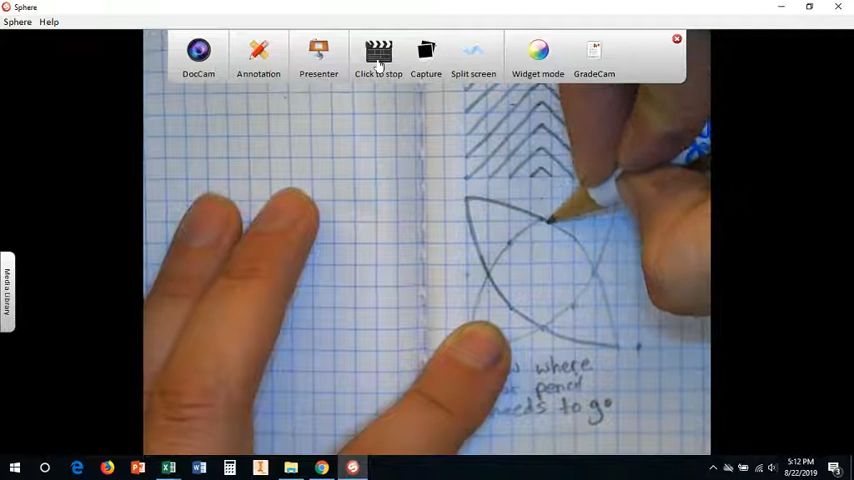 Sphere
Sphere Help
DocCam Annotation Presenter Click to stop Capture Split screen Widget mode GradeCam
Media Library
where
pencil
needs to go
5:12 PM
8/22/2019